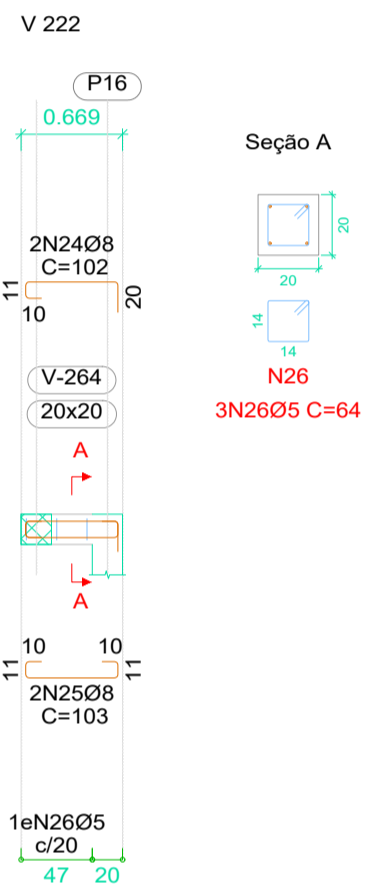 V 222
P16
0.669
Seção A
2N24Ø8
C=102
11
10
20
20
20
14
14
N26
3N26Ø5 C=64
V-264
20x20
A
A
10
10
11
11
2N25Ø8
C=103
1eN26Ø5
c/20
47
20